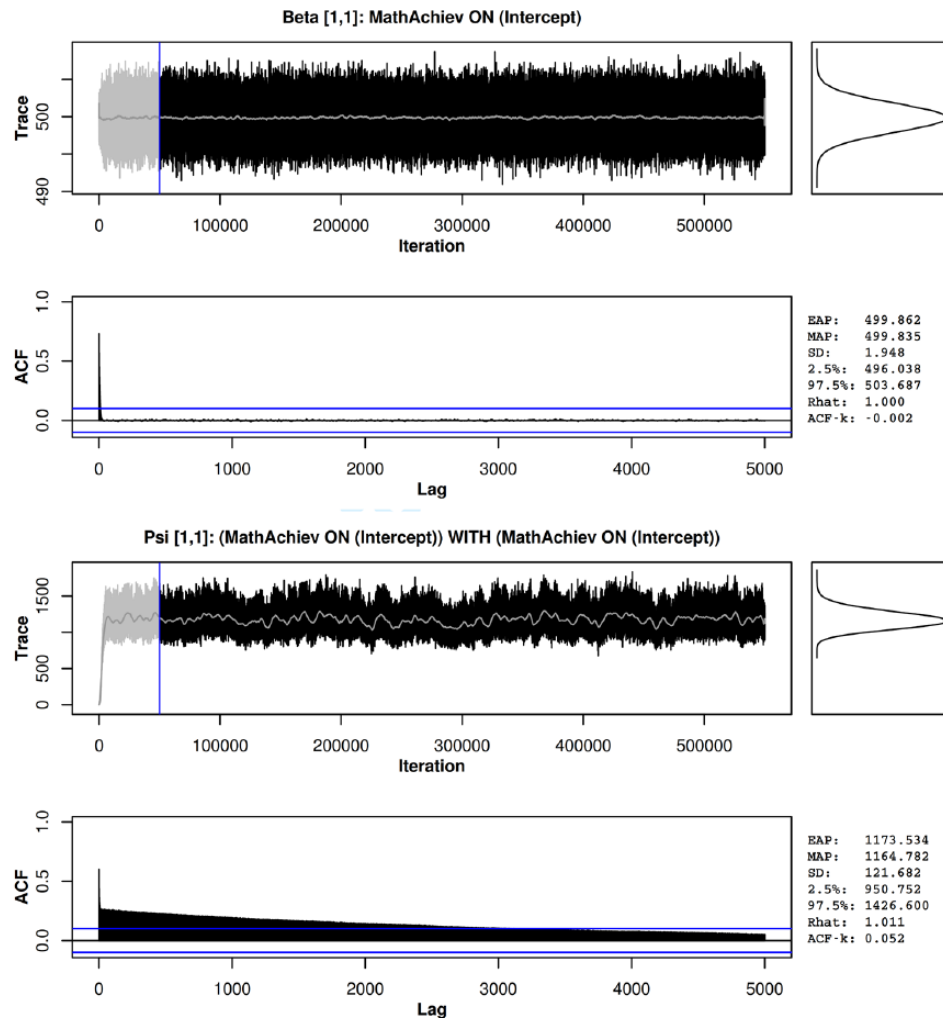 Beta [1,1]: MathAchiev ON (Intercept)
Trace
490 500
0 100000 200000 300000 400000 500000
Iteration
ACF
0.0 0.5 1.0
0 1000 2000 3000 4000 5000
Lag
EAP: 499.862
MAP: 499.835
SD: 1.948
2.5%: 496.038
97.5%: 503.687
Rhat: 1.000
ACF-k: -0.002
Psi [1,1]: (MathAchiev ON (Intercept)) WITH (MathAchiev ON (Intercept))
Trace
0 500 1500
0 100000 200000 300000 400000 500000
Iteration
ACF
0.0 0.5 1.0
0 1000 2000 3000 4000 5000
Lag
EAP: 1173.534
MAP: 1164.782
SD: 121.682
2.5%: 950.752
97.5%: 1426.600
Rhat: 1.011
ACF-k: 0.052